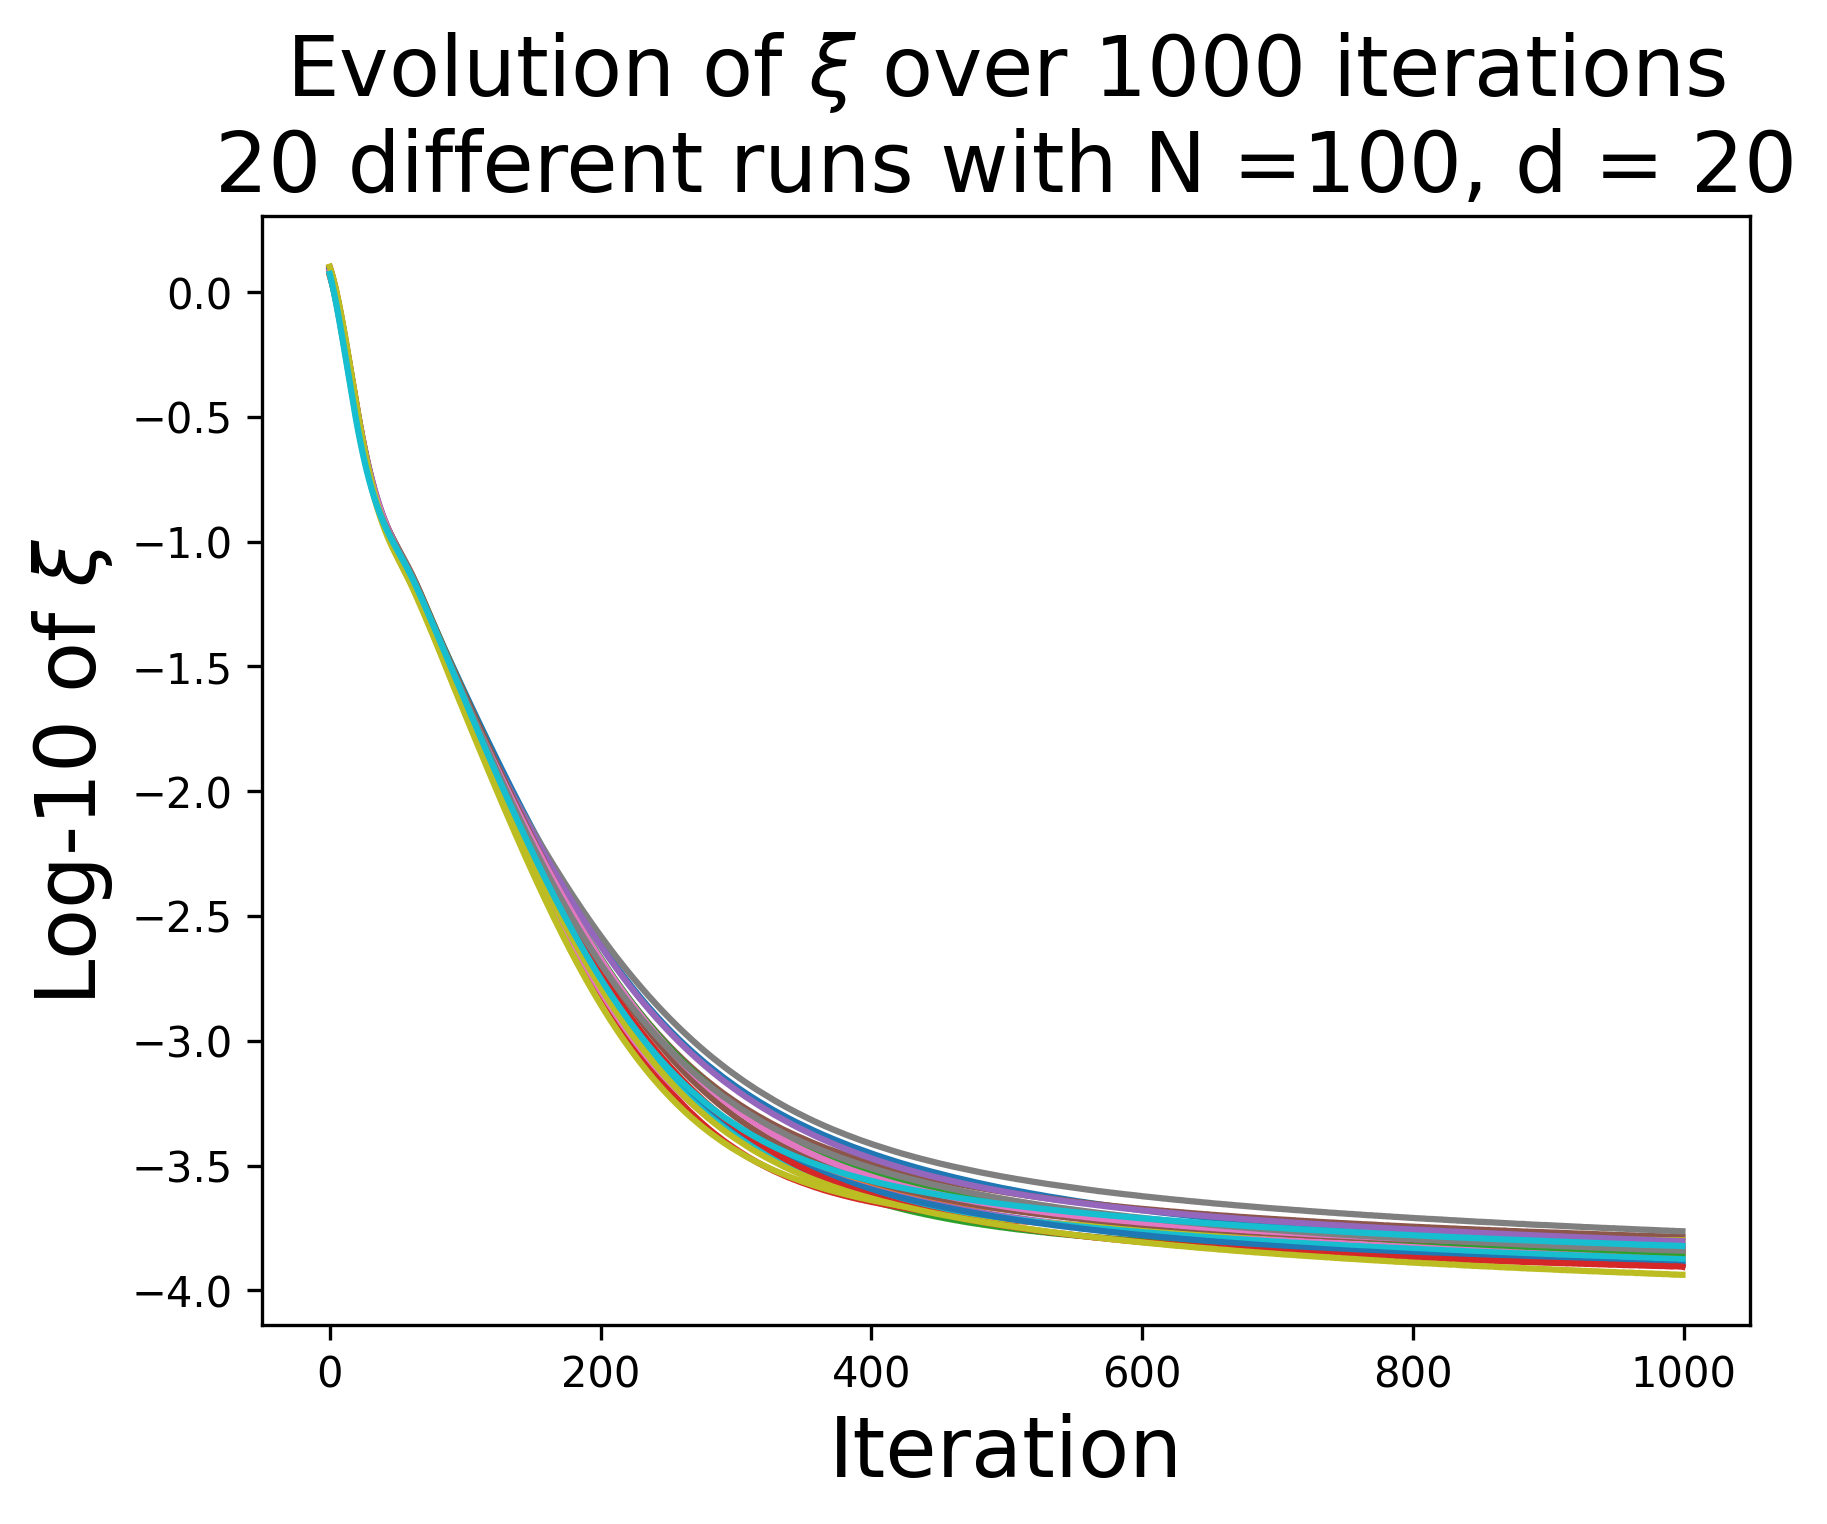 Evolution of ξ over 1000 iterations
20 different runs with N =100, d = 20
Log-10 of ξ
0.0
−0.5
−1.0
−1.5
−2.0
−2.5
−3.0
−3.5
−4.0
0 200 400 600 800 1000
Iteration